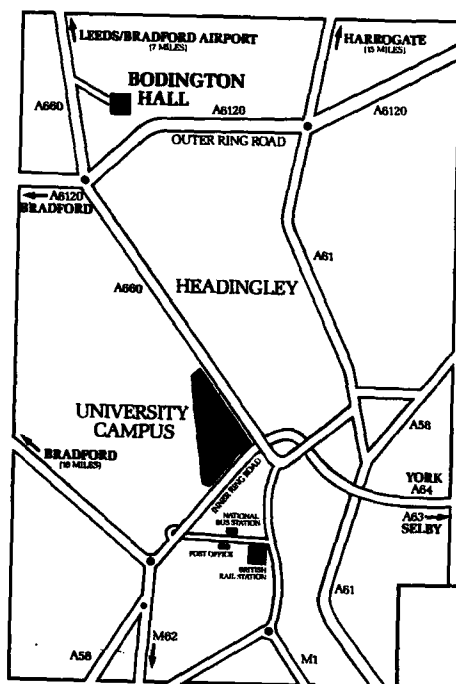 LEEDS/BRADFORD AIRPORT
(7 MILES)
HARROGATE
(15 MILES)
BODINGTON
HALL
A660
A6120
A6120
OUTER RING ROAD
A6120
BRADFORD
A61
A660
HEADINGLEY
UNIVERSITY
CAMPUS
A58
BRADFORD
(10 MILES)
INNER RING ROAD
YORK
A64
A63
SELBY
NATIONAL
BUS STATION
POST OFFICE
BRITISH
RAIL STATION
A61
A58
M62
M1